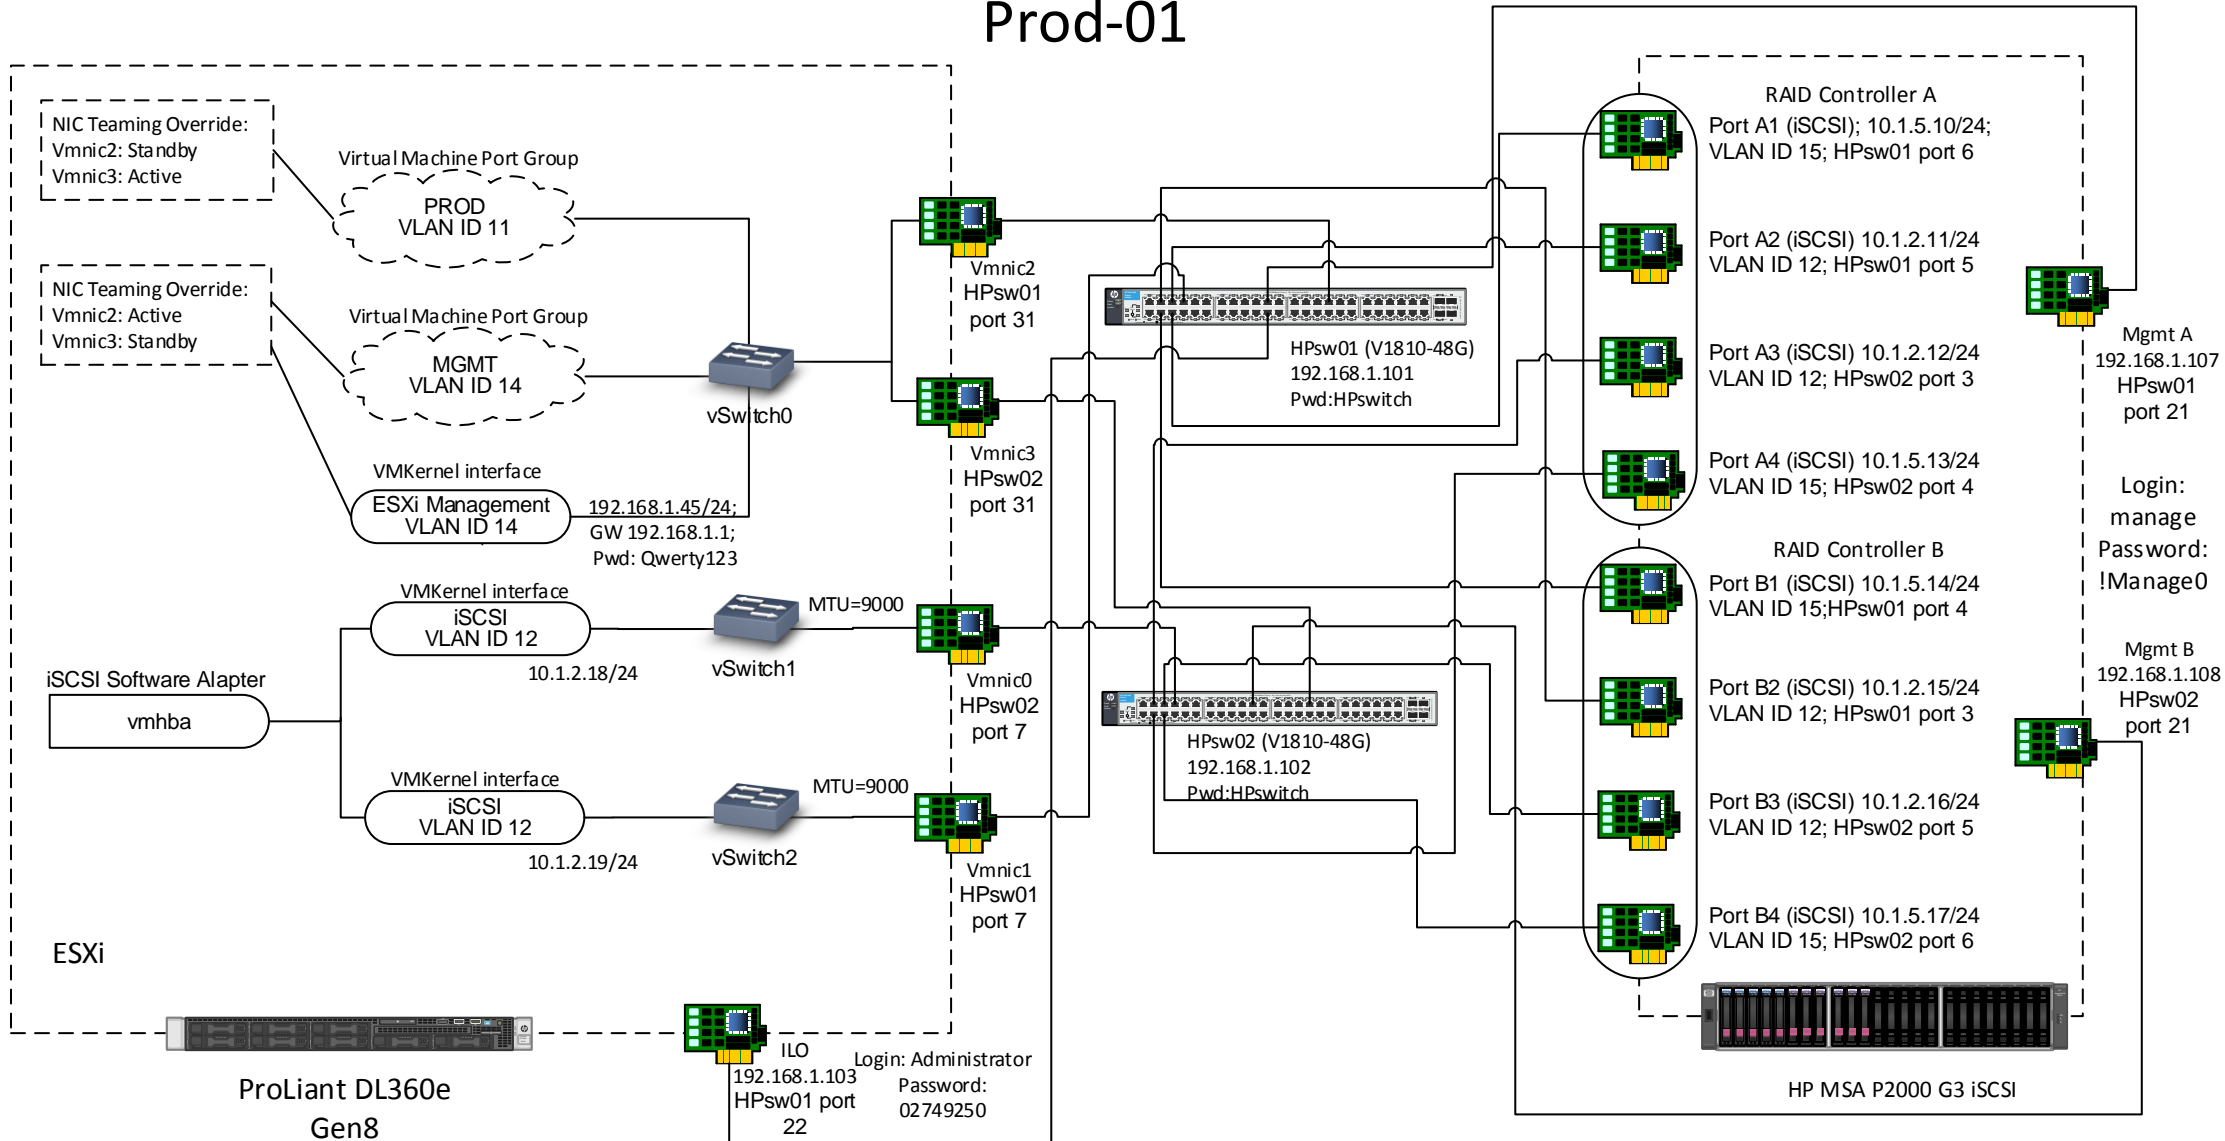 Prod-01
NIC Teaming Override:
Vmnic2: Standby
Vmnic3: Active
Virtual Machine Port Group
PROD
VLAN ID 11
NIC Teaming Override:
Vmnic2: Active
Vmnic3: Standby
Virtual Machine Port Group
MGMT
VLAN ID 14
vSwitch0
VMKernel interface
ESXi Management
VLAN ID 14
192.168.1.45/24;
GW 192.168.1.1;
Pwd: Qwerty123
VMKernel interface
iSCSI
VLAN ID 12
10.1.2.18/24
vSwitch1
MTU=9000
iSCSI Software Alapter
vmhba
VMKernel interface
iSCSI
VLAN ID 12
10.1.2.19/24
vSwitch2
MTU=9000
ESXi
ProLiant DL360e
Gen8
Vmnic2
HPsw01
port 31
Vmnic3
HPsw02
port 31
Vmnic0
HPsw02
port 7
Vmnic1
HPsw01
port 7
ILO
192.168.1.103
HPsw01 port
22
Login: Administrator
Password:
02749250
HPsw01 (V1810-48G)
192.168.1.101
Pwd:HPswitch
HPsw02 (V1810-48G)
192.168.1.102
Pwd:HPswitch
RAID Controller A
Port A1 (iSCSI); 10.1.5.10/24;
VLAN ID 15; HPsw01 port 6
Port A2 (iSCSI) 10.1.2.11/24
VLAN ID 12; HPsw01 port 5
Port A3 (iSCSI) 10.1.2.12/24
VLAN ID 12; HPsw02 port 3
Port A4 (iSCSI) 10.1.5.13/24
VLAN ID 15; HPsw02 port 4
RAID Controller B
Port B1 (iSCSI) 10.1.5.14/24
VLAN ID 15;HPsw01 port 4
Port B2 (iSCSI) 10.1.2.15/24
VLAN ID 12; HPsw01 port 3
Port B3 (iSCSI) 10.1.2.16/24
VLAN ID 12; HPsw02 port 5
Port B4 (iSCSI) 10.1.5.17/24
VLAN ID 15; HPsw02 port 6
HP MSA P2000 G3 iSCSI
Mgmt A
192.168.1.107
HPsw01
port 21
Login:
manage
Password:
!Manage0
Mgmt B
192.168.1.108
HPsw02
port 21